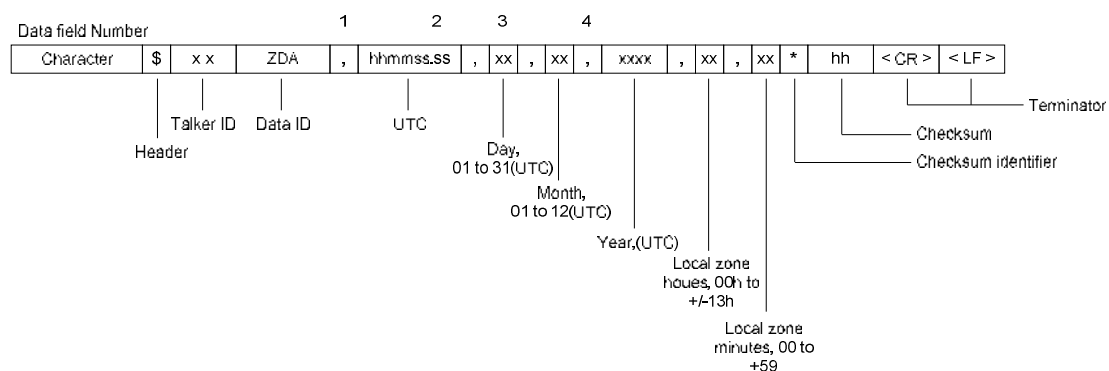 1 2 3 4
Data field Number
Character $ x x ZDA , hhmmss.ss , xx , xx , xxxx , xx , xx * hh < CR > < LF >
Terminator
Talker ID Data ID UTC Checksum
Header Day,
01 to 31(UTC)
Checksum identifier
Month,
01 to 12(UTC)
Year,(UTC)
Local zone
houes, 00h to
+/-13h
Local zone
minutes, 00 to
+59